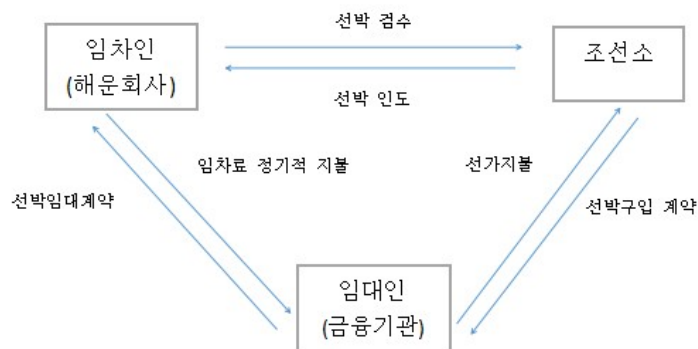 선박 검수
임차인
(해운회사)
조선소
선박 인도
임차료 정기적 지불
선가지불
선박임대계약
선박구입 계약
임대인
(금융기관)